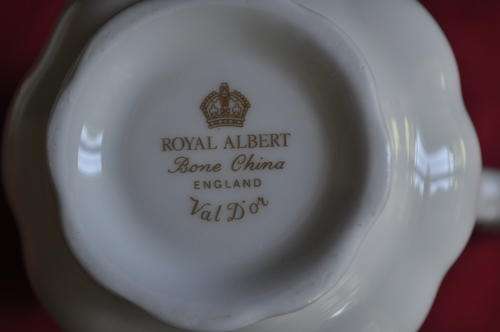 ROYAL ALBERT
Bone China
ENGLAND
Val D'or